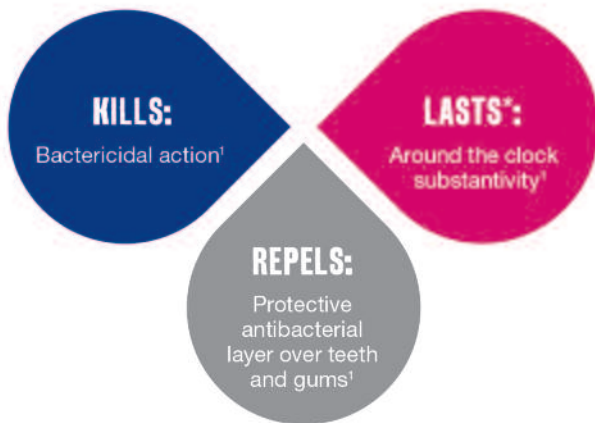 KILLS:
Bactericidal action¹
LASTS*:
Around the clock
substantivity¹
REPELS:
Protective
antibacterial
layer over teeth
and gums¹